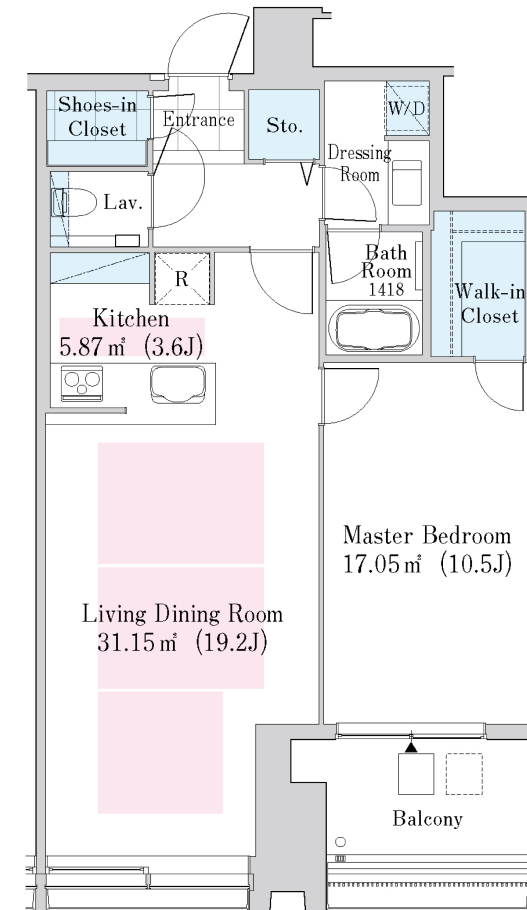 Shoes-in
Closet
Entrance
Sto.
W/D
Dressing
Room
Lav.
R
Bath
Room
1418
Walk-in
Closet
Kitchen
5.87㎡ (3.6J)
Master Bedroom
17.05㎡ (10.5J)
Living Dining Room
31.15㎡ (19.2J)
Balcony